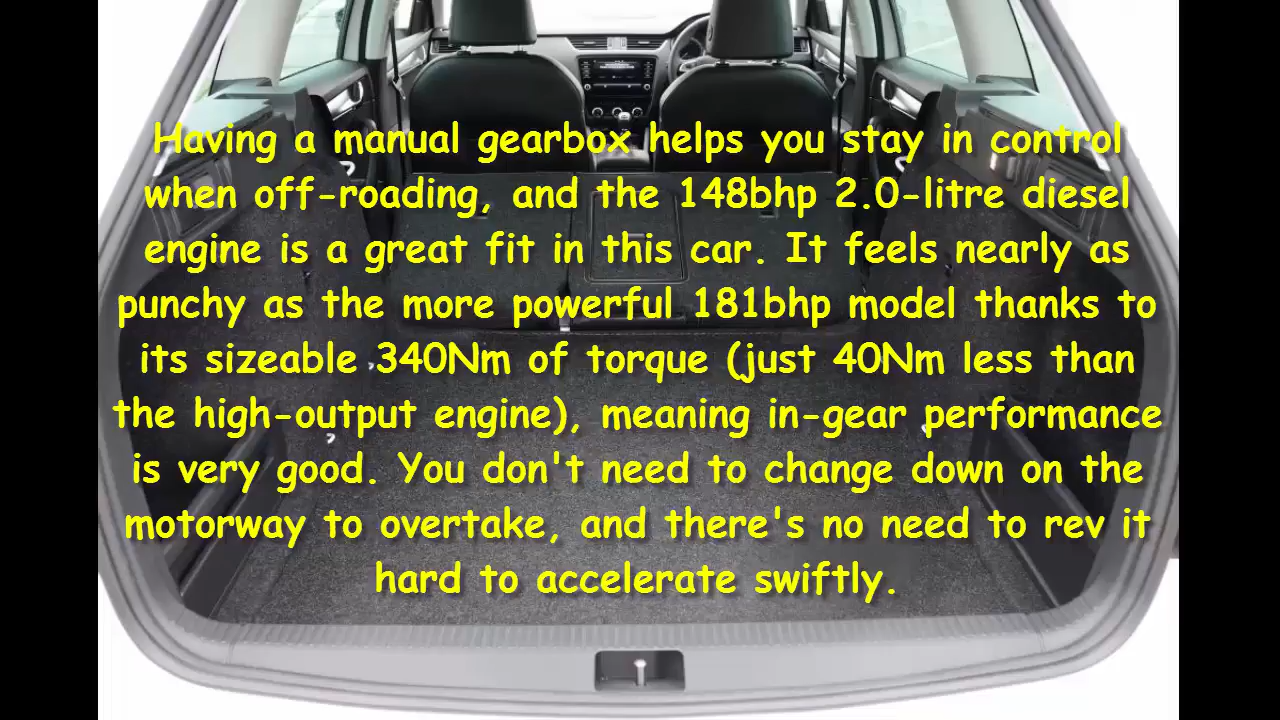 Having a manual gearbox helps you stay in control
when off-roading, and the 148bhp 2.0-litre diesel
engine is a great fit in this car. It feels nearly as
punchy as the more powerful 181bhp model thanks to
its sizeable 340Nm of torque (just 40Nm less than
the high-output engine), meaning in-gear performance
is very good. You don't need to change down on the
motorway to overtake, and there's no need to rev it
hard to accelerate swiftly.